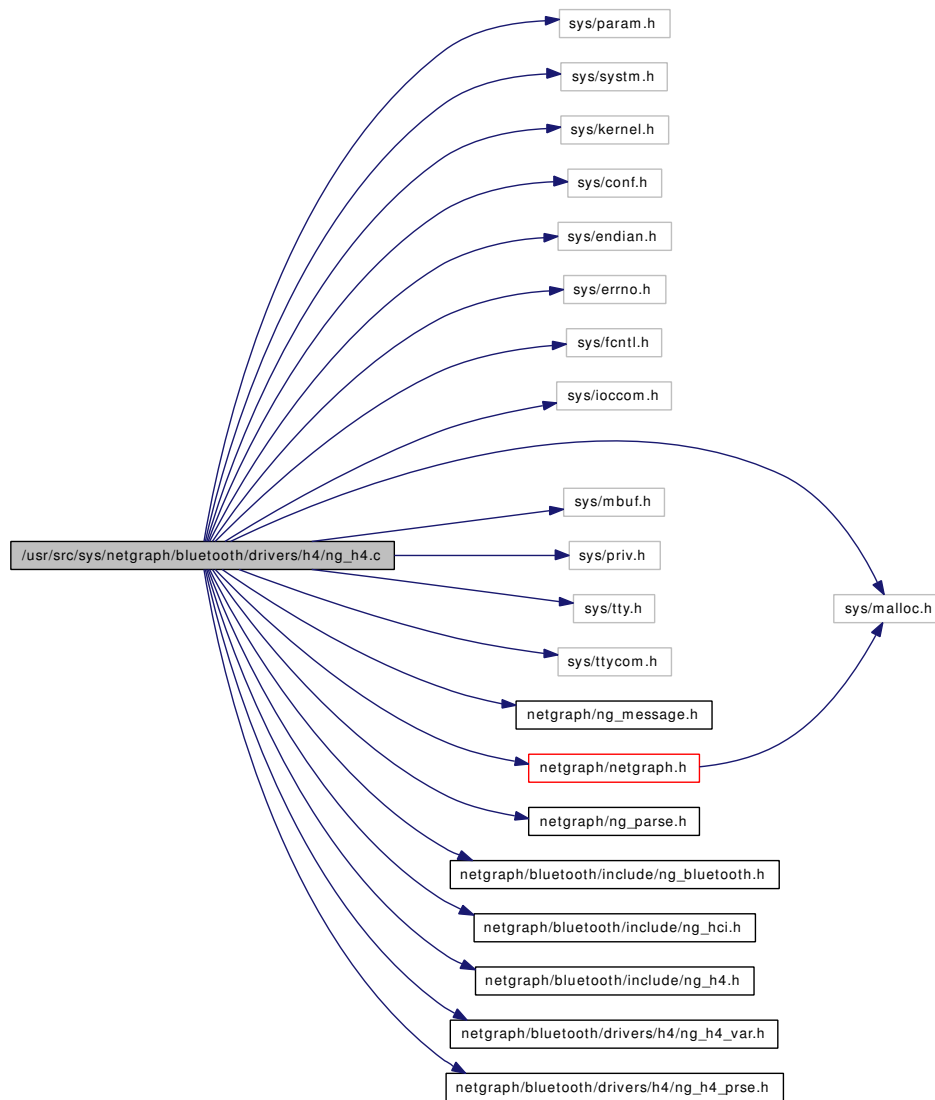 sys/param.h
sys/systm.h
sys/kernel.h
sys/conf.h
sys/endian.h
sys/errno.h
sys/fcntl.h
sys/ioccom.h
sys/mbuf.h
/usr/src/sys/netgraph/bluetooth/drivers/h4/ng_h4.c
sys/priv.h
sys/tty.h
sys/malloc.h
sys/ttycom.h
netgraph/ng_message.h
netgraph/netgraph.h
netgraph/ng_parse.h
netgraph/bluetooth/include/ng_bluetooth.h
netgraph/bluetooth/include/ng_hci.h
netgraph/bluetooth/include/ng_h4.h
netgraph/bluetooth/drivers/h4/ng_h4_var.h
netgraph/bluetooth/drivers/h4/ng_h4_prse.h